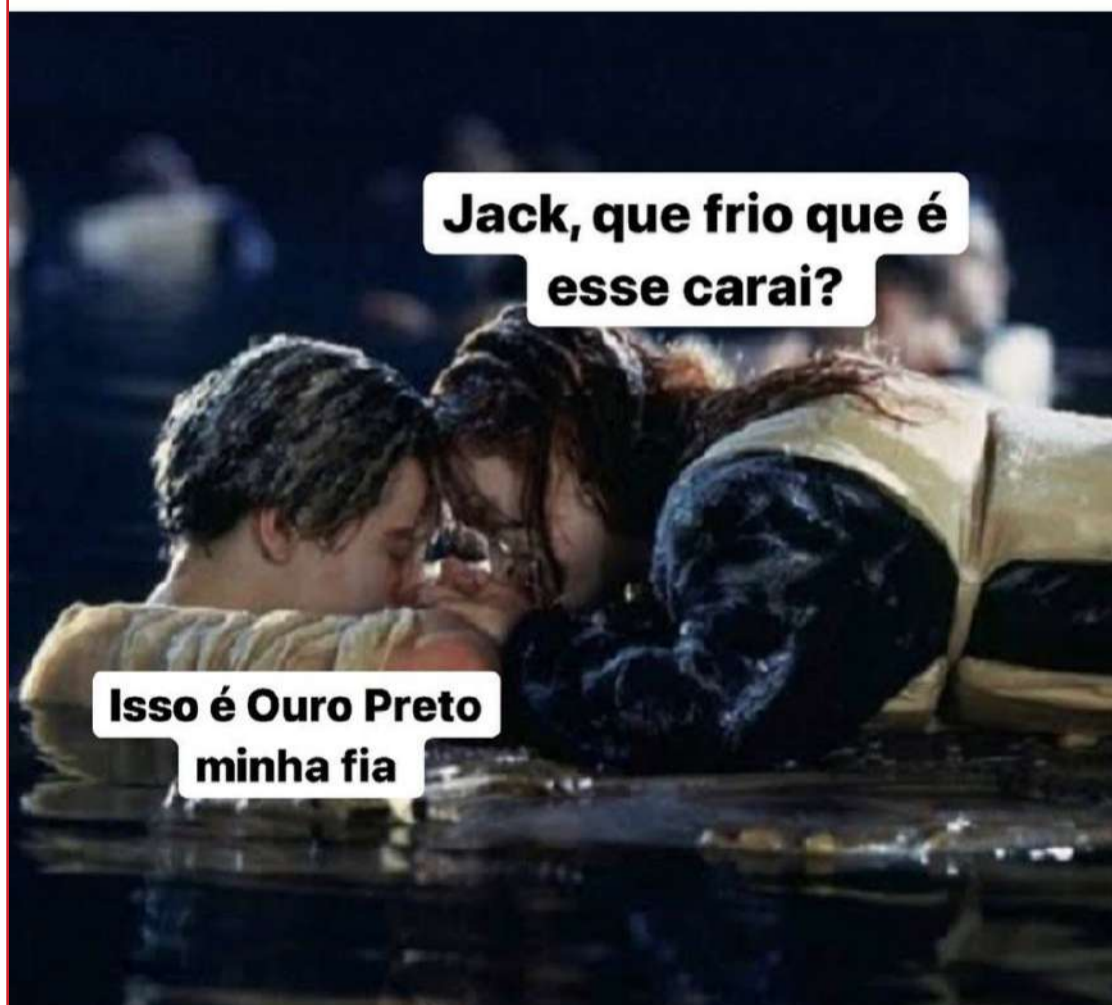 Jack, que frio que é
esse carai?
Isso é Ouro Preto
minha fia